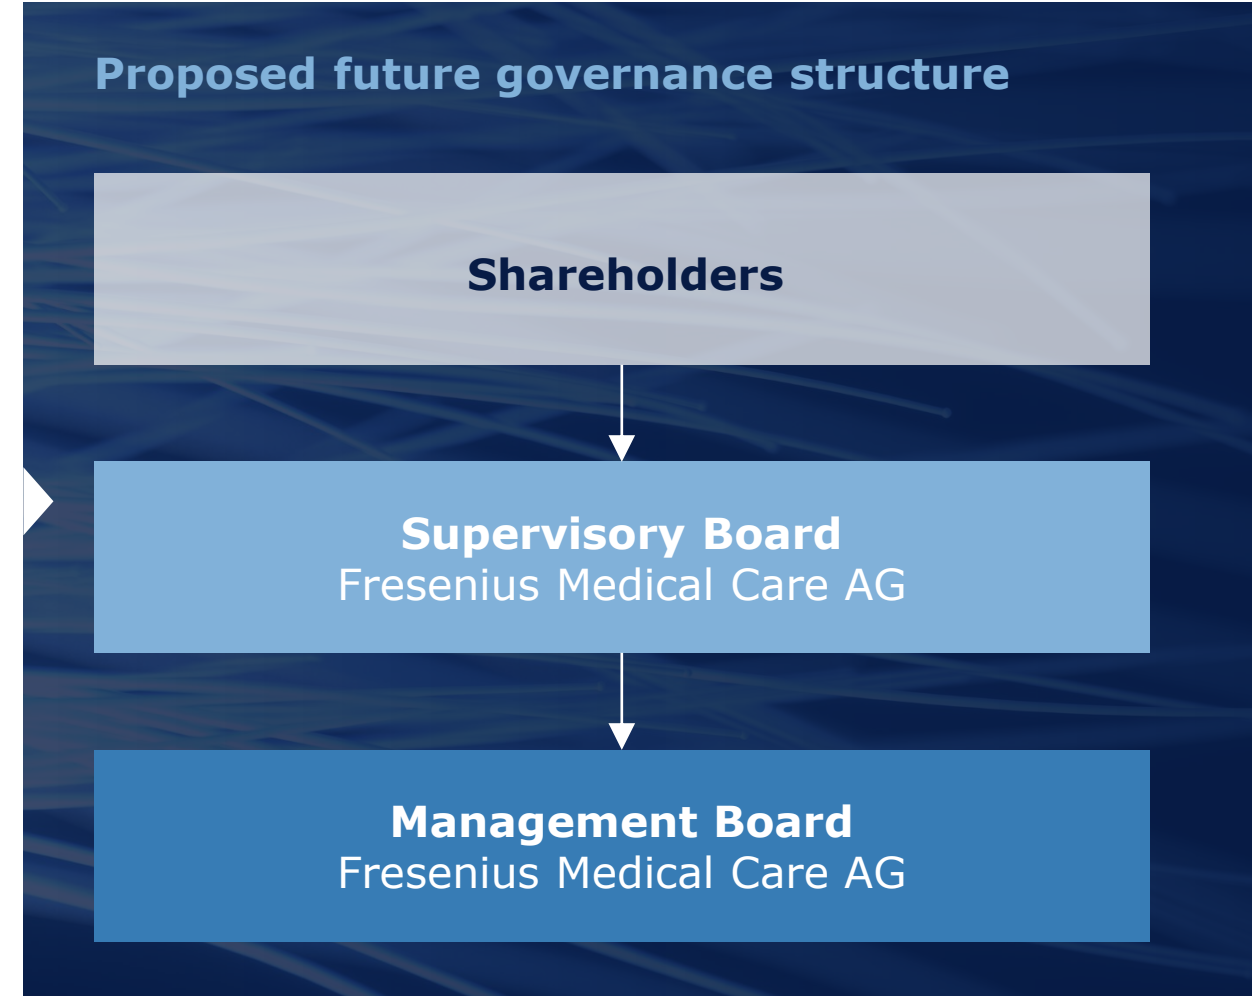 Proposed future governance structure
Shareholders
Supervisory Board
Fresenius Medical Care AG
Management Board
Fresenius Medical Care AG